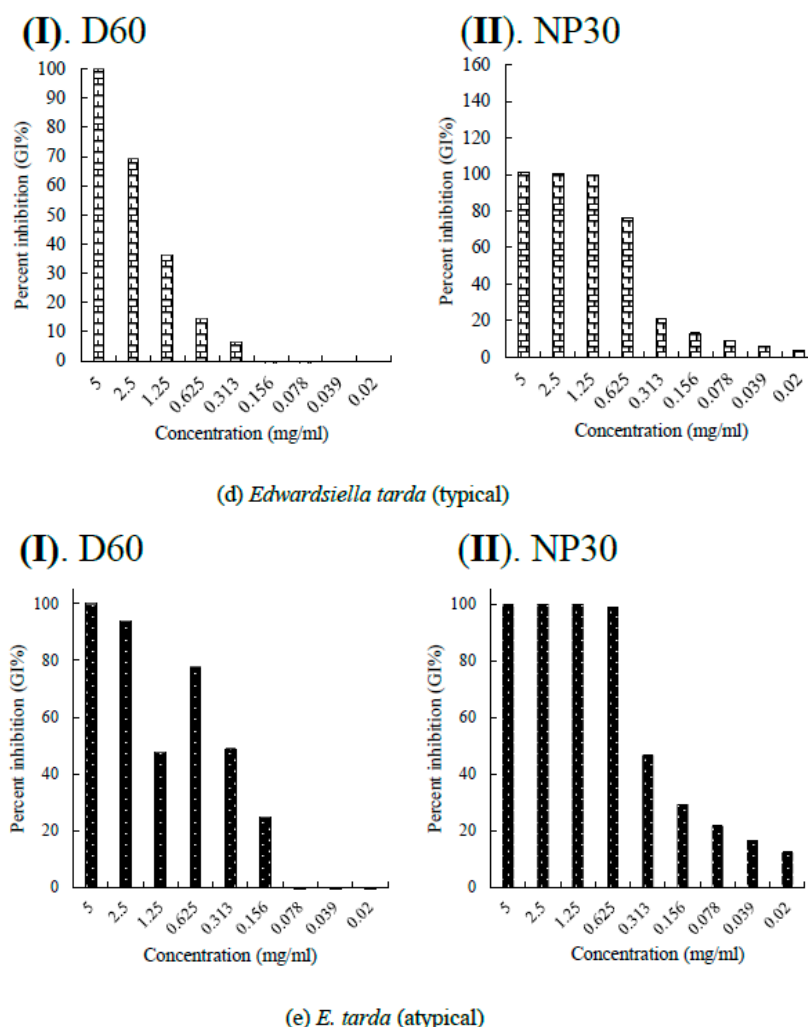 (I). D60
(II). NP30
Percent inhibition (GI%)
100
90
80
70
60
50
40
30
20
10
0
5 2.5 1.25 0.625 0.313 0.156 0.078 0.039 0.02
Concentration (mg/ml)
Percent inhibition (GI%)
160
140
120
100
80
60
40
20
0
5 2.5 1.25 0.625 0.313 0.156 0.078 0.039 0.02
Concentration (mg/ml)
(d) Edwardsiella tarda (typical)
(I). D60
(II). NP30
Percent inhibition (GI%)
100
80
60
40
20
0
5 2.5 1.25 0.625 0.313 0.156 0.078 0.039 0.02
Concentration (mg/ml)
Percent inhibition (GI%)
100
80
60
40
20
0
5 2.5 1.25 0.625 0.313 0.156 0.078 0.039 0.02
Concentration (mg/ml)
(e) E. tarda (atypical)